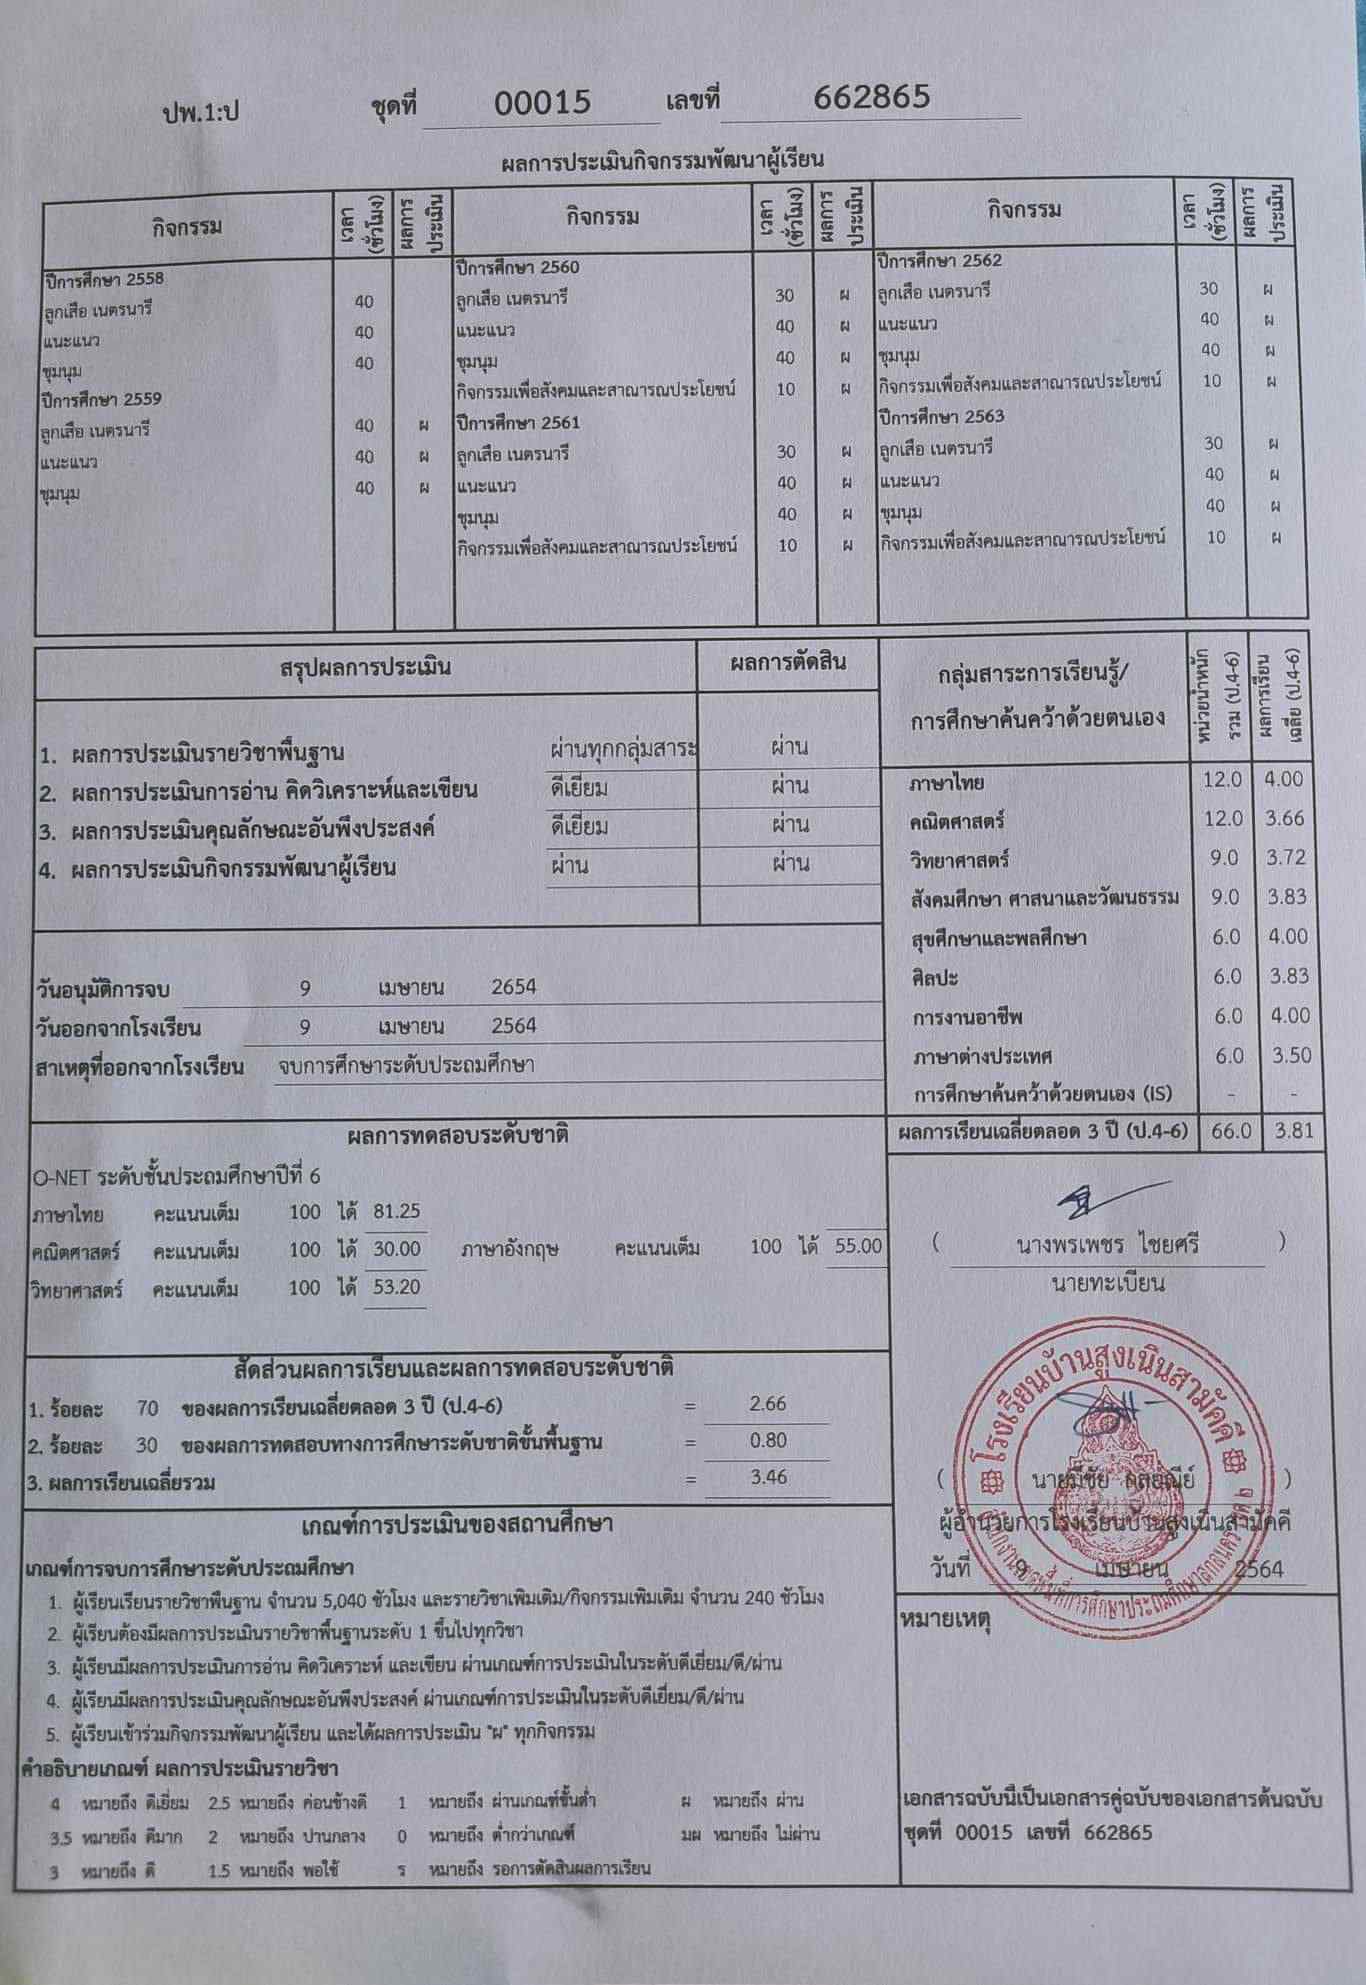 ปพ.1:ป ชุดที่ 00015 เลขที่ 662865
ผลการประเมินกิจกรรมพัฒนาผู้เรียน
กิจกรรม เวลา (ชั่วโมง) ผลการประเมิน กิจกรรม เวลา (ชั่วโมง) ผลการประเมิน กิจกรรม เวลา (ชั่วโมง) ผลการประเมิน
ปีการศึกษา 2558
ลูกเสือ เนตรนารี 40
แนะแนว 40
ชุมนุม 40
ปีการศึกษา 2559
ลูกเสือ เนตรนารี 40 ผ
แนะแนว 40 ผ
ชุมนุม 40 ผ
ปีการศึกษา 2560
ลูกเสือ เนตรนารี 30 ผ
แนะแนว 40 ผ
ชุมนุม 40 ผ
กิจกรรมเพื่อสังคมและสาณารณประโยชน์ 10 ผ
ปีการศึกษา 2561
ลูกเสือ เนตรนารี 30 ผ
แนะแนว 40 ผ
ชุมนุม 40 ผ
กิจกรรมเพื่อสังคมและสาณารณประโยชน์ 10 ผ
ปีการศึกษา 2562
ลูกเสือ เนตรนารี 30 ผ
แนะแนว 40 ผ
ชุมนุม 40 ผ
กิจกรรมเพื่อสังคมและสาณารณประโยชน์ 10 ผ
ปีการศึกษา 2563
ลูกเสือ เนตรนารี 30 ผ
แนะแนว 40 ผ
ชุมนุม 40 ผ
กิจกรรมเพื่อสังคมและสาณารณประโยชน์ 10 ผ
สรุปผลการประเมิน ผลการตัดสิน
1. ผลการประเมินรายวิชาพื้นฐาน ผ่านทุกกลุ่มสาระ ผ่าน
2. ผลการประเมินการอ่าน คิดวิเคราะห์และเขียน ดีเยี่ยม ผ่าน
3. ผลการประเมินคุณลักษณะอันพึงประสงค์ ดีเยี่ยม ผ่าน
4. ผลการประเมินกิจกรรมพัฒนาผู้เรียน ผ่าน ผ่าน
วันอนุมัติการจบ 9 เมษายน 2654
วันออกจากโรงเรียน 9 เมษายน 2564
สาเหตุที่ออกจากโรงเรียน จบการศึกษาระดับประถมศึกษา
กลุ่มสาระการเรียนรู้/
การศึกษาค้นคว้าด้วยตนเอง
หน่วยน้ำหนัก
รวม (ป.4-6)
ผลการเรียน
เฉลี่ย (ป.4-6)
ภาษาไทย 12.0 4.00
คณิตศาสตร์ 12.0 3.66
วิทยาศาสตร์ 9.0 3.72
สังคมศึกษา ศาสนาและวัฒนธรรม 9.0 3.83
สุขศึกษาและพลศึกษา 6.0 4.00
ศิลปะ 6.0 3.83
การงานอาชีพ 6.0 4.00
ภาษาต่างประเทศ 6.0 3.50
การศึกษาค้นคว้าด้วยตนเอง (IS) - -
ผลการเรียนเฉลี่ยตลอด 3 ปี (ป.4-6) 66.0 3.81
ผลการทดสอบระดับชาติ
O-NET ระดับชั้นประถมศึกษาปีที่ 6
ภาษาไทย คะแนนเต็ม 100 ได้ 81.25
คณิตศาสตร์ คะแนนเต็ม 100 ได้ 30.00 ภาษาอังกฤษ คะแนนเต็ม 100 ได้ 55.00
วิทยาศาสตร์ คะแนนเต็ม 100 ได้ 53.20
สัดส่วนผลการเรียนและผลการทดสอบระดับชาติ
1. ร้อยละ 70 ของผลการเรียนเฉลี่ยตลอด 3 ปี (ป.4-6) = 2.66
2. ร้อยละ 30 ของผลการทดสอบทางการศึกษาระดับชาติขั้นพื้นฐาน = 0.80
3. ผลการเรียนเฉลี่ยรวม = 3.46
( นางพรเพชร ไชยศรี )
นายทะเบียน
โรงเรียนบ้านสูงเนินสามัคคี
( นายมีชัย )
ผู้อำนวยการโรงเรียนบ้านสูงเนินสามัคคี
วันที่ 9 เมษายน 2564
เกณฑ์การประเมินของสถานศึกษา
เกณฑ์การจบการศึกษาระดับประถมศึกษา
1. ผู้เรียนเรียนรายวิชาพื้นฐาน จำนวน 5,040 ชั่วโมง และรายวิชาเพิ่มเติม/กิจกรรมเพิ่มเติม จำนวน 240 ชั่วโมง
2. ผู้เรียนต้องมีผลการประเมินรายวิชาพื้นฐานระดับ 1 ขึ้นไปทุกวิชา
3. ผู้เรียนมีผลการประเมินการอ่าน คิดวิเคราะห์ และเขียน ผ่านเกณฑ์การประเมินในระดับดีเยี่ยม/ดี/ผ่าน
4. ผู้เรียนมีผลการประเมินคุณลักษณะอันพึงประสงค์ ผ่านเกณฑ์การประเมินในระดับดีเยี่ยม/ดี/ผ่าน
5. ผู้เรียนเข้าร่วมกิจกรรมพัฒนาผู้เรียน และได้ผลการประเมิน "ผ" ทุกกิจกรรม
คำอธิบายเกณฑ์ ผลการประเมินรายวิชา
4 หมายถึง ดีเยี่ยม 2.5 หมายถึง ค่อนข้างดี 1 หมายถึง ผ่านเกณฑ์ขั้นต่ำ ผ หมายถึง ผ่าน
3.5 หมายถึง ดีมาก 2 หมายถึง ปานกลาง 0 หมายถึง ต่ำกว่าเกณฑ์ มผ หมายถึง ไม่ผ่าน
3 หมายถึง ดี 1.5 หมายถึง พอใช้ ร หมายถึง รอการตัดสินผลการเรียน
หมายเหตุ
เอกสารฉบับนี้เป็นเอกสารคู่ฉบับของเอกสารต้นฉบับ
ชุดที่ 00015 เลขที่ 662865